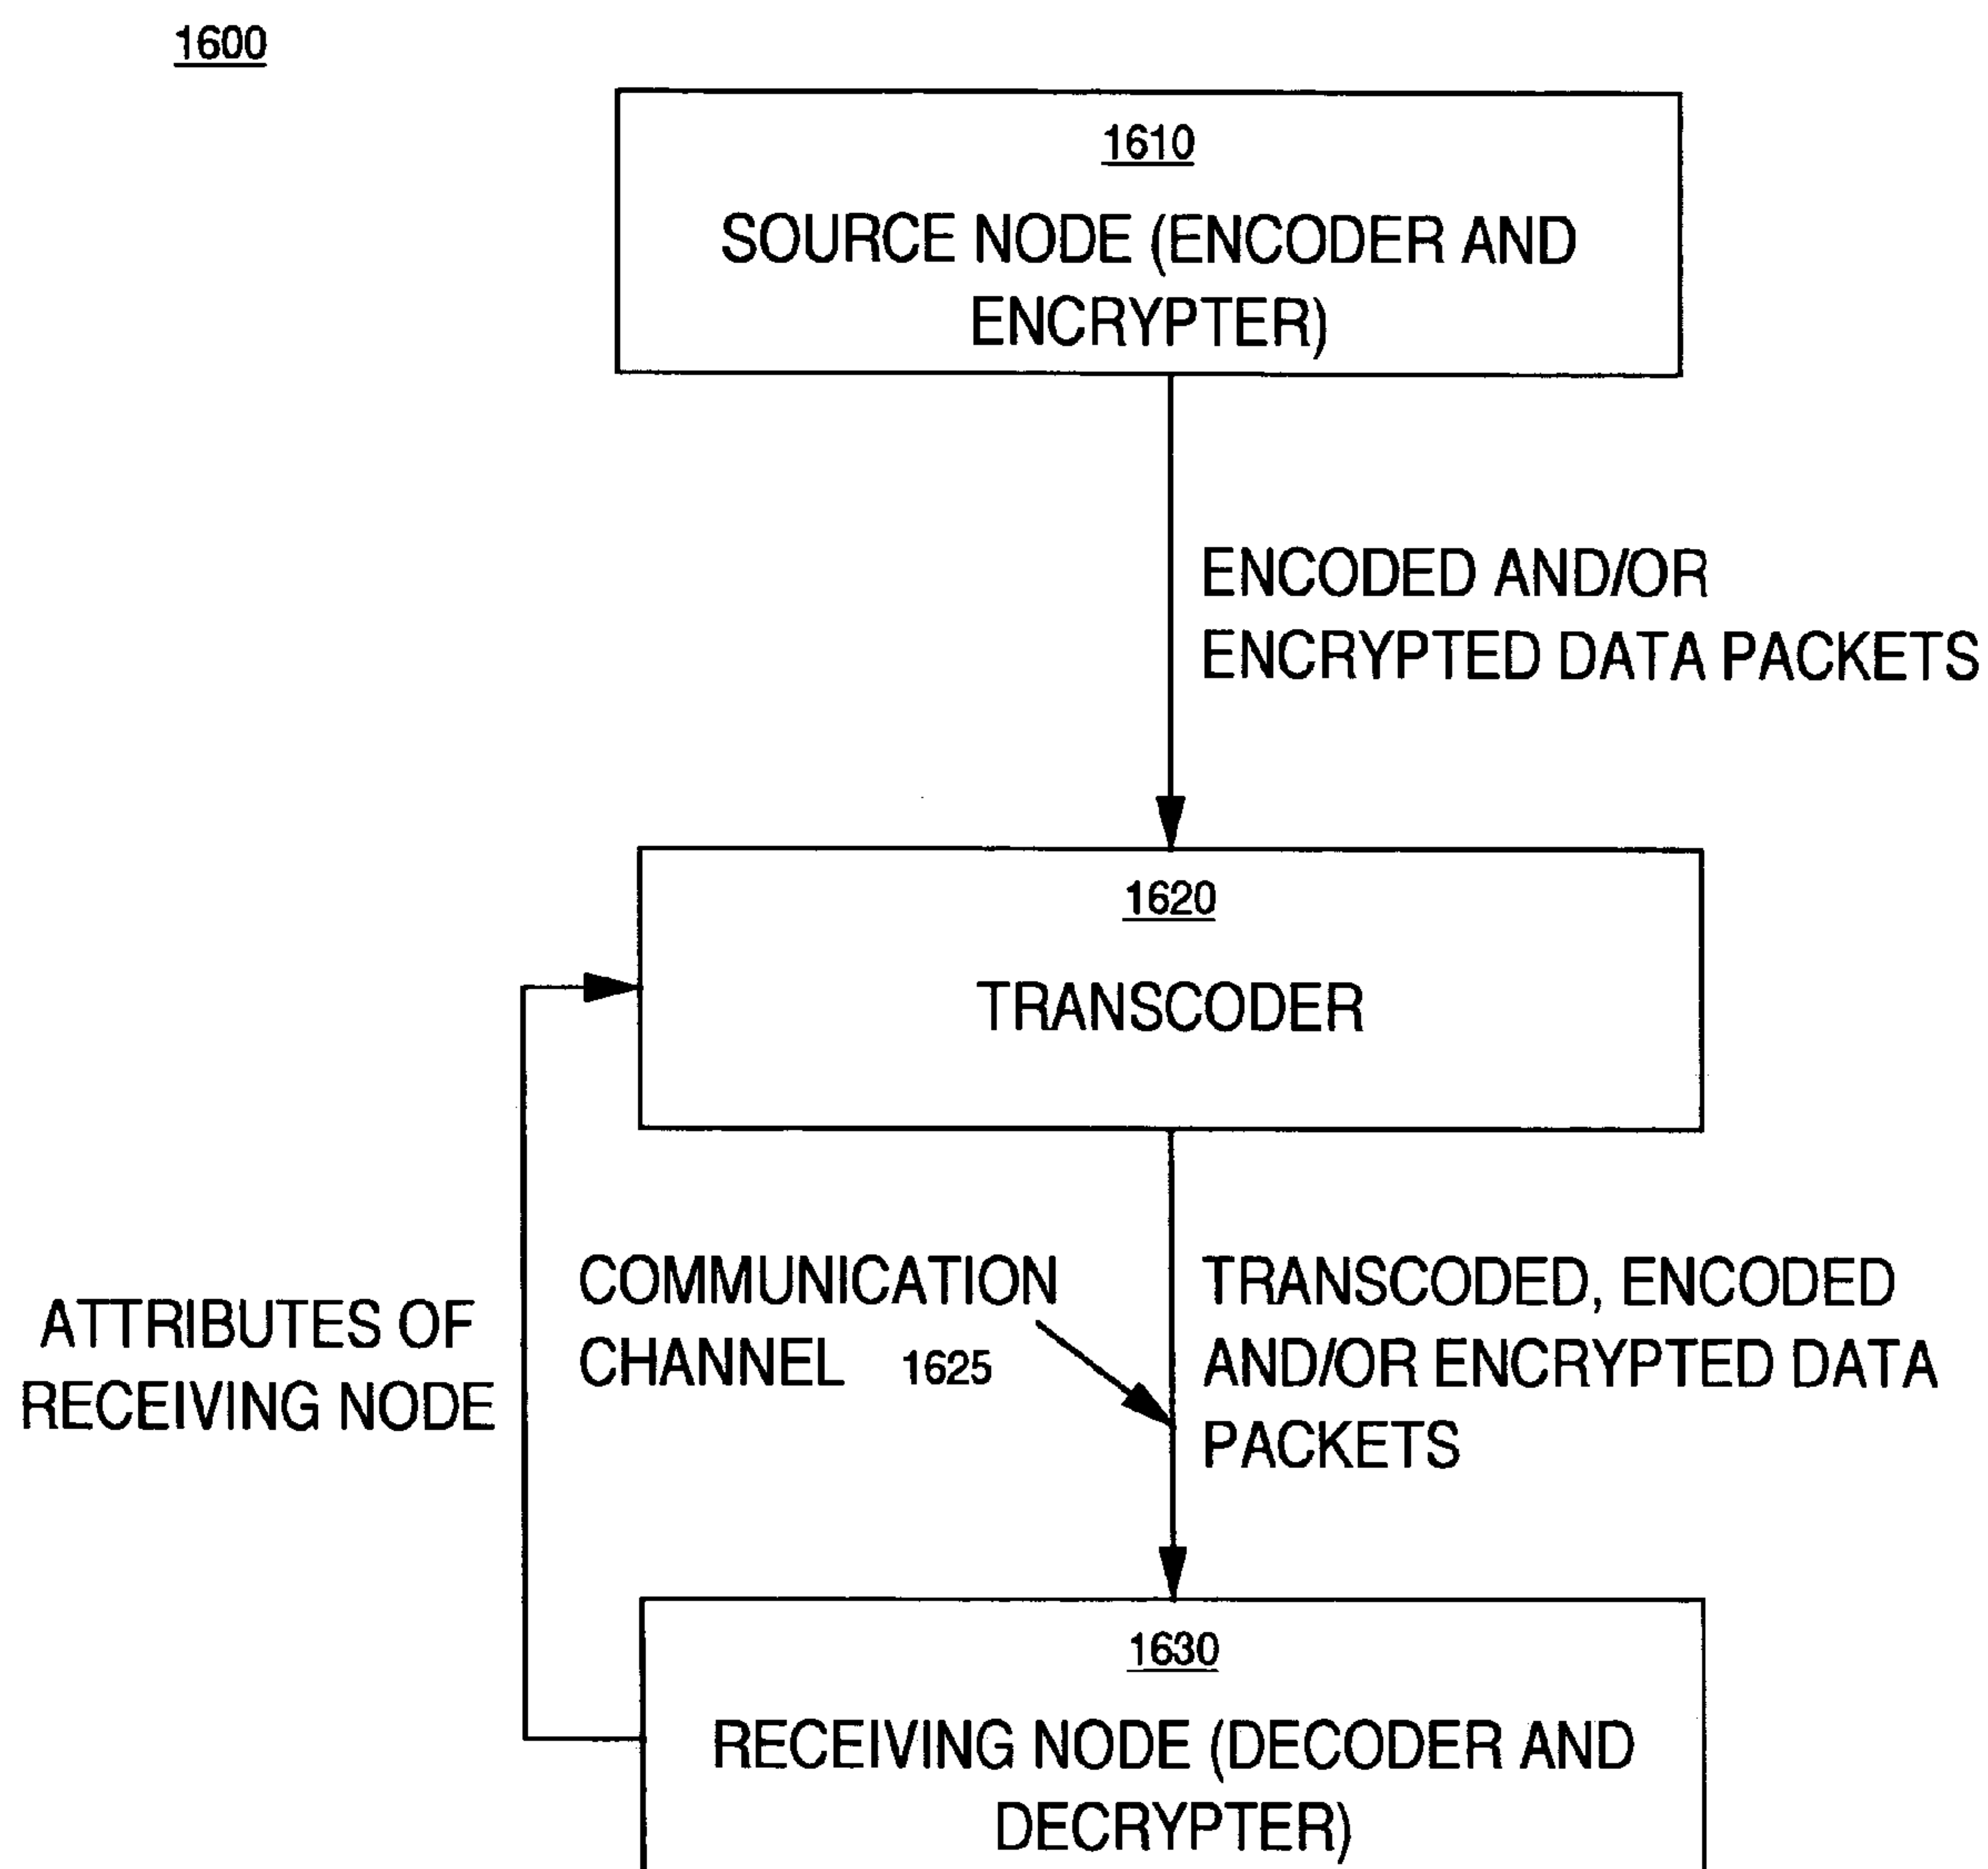 1600
1610
SOURCE NODE (ENCODER AND
ENCRYPTER)
ENCODED AND/OR
ENCRYPTED DATA PACKETS
1620
TRANSCODER
COMMUNICATION
CHANNEL 1625
TRANSCODED, ENCODED
AND/OR ENCRYPTED DATA
PACKETS
ATTRIBUTES OF
RECEIVING NODE
1630
RECEIVING NODE (DECODER AND
DECRYPTER)